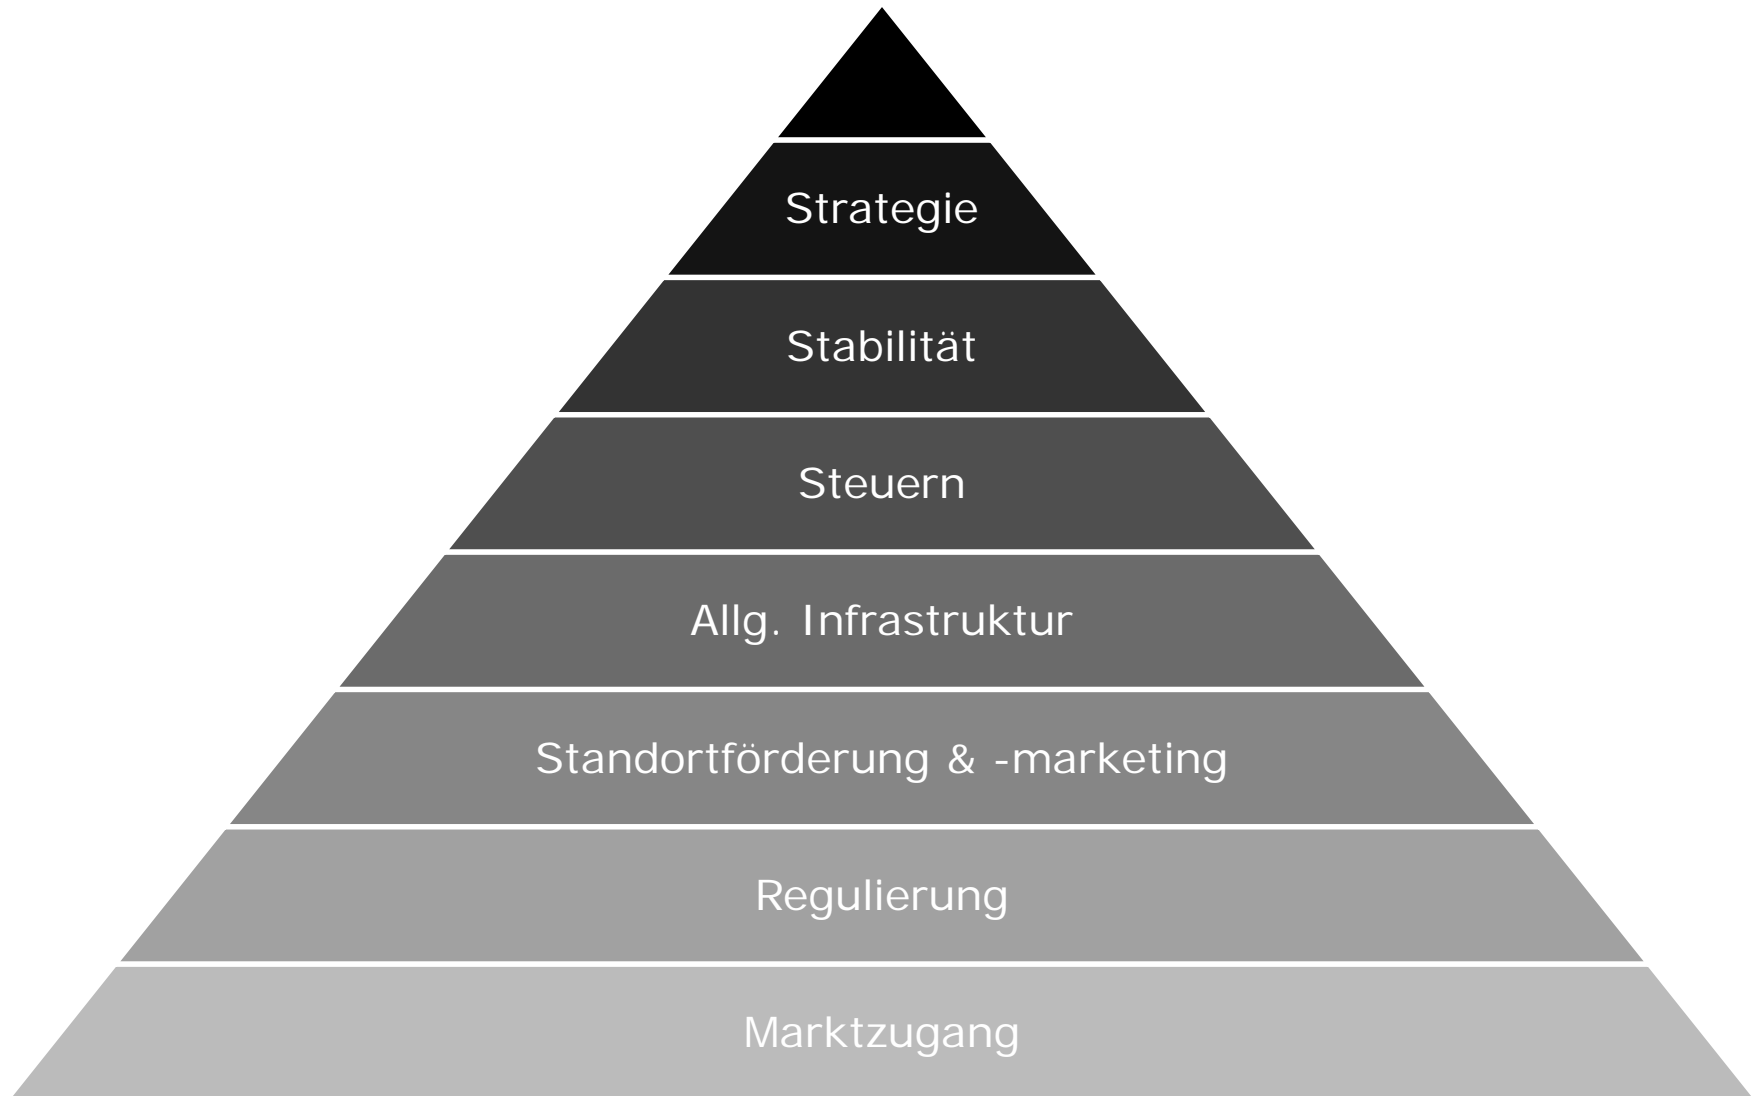 Strategie
Stabilität
Steuern
Allg. Infrastruktur
Standortförderung & -marketing
Regulierung
Marktzugang